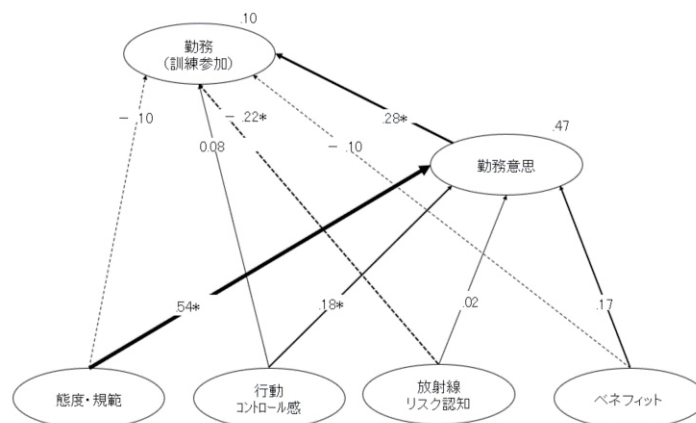 .10
勤務
(訓練参加)
－.10
0.08
－.22*
.28*
－.10
.47
勤務意思
.54*
.18*
.02
.17
態度・規範
行動
コントロール感
放射線
リスク認知
ベネフィット